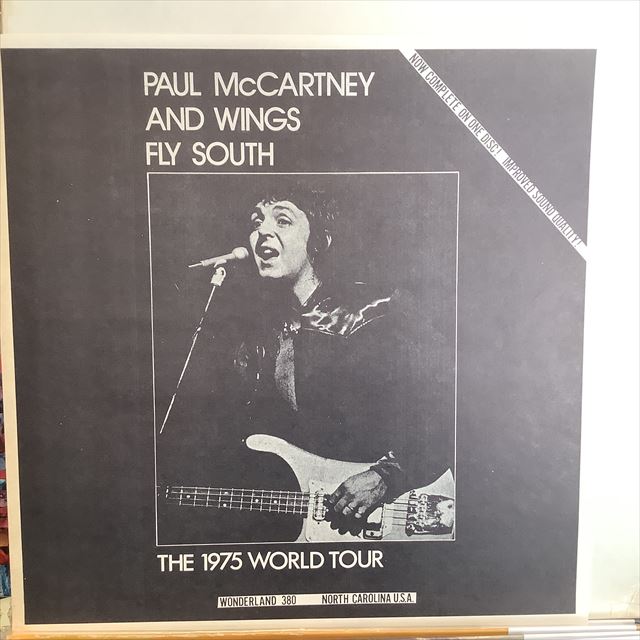 PAUL McCARTNEY
AND WINGS
FLY SOUTH
NOW COMPLETE ON ONE DISC! IMPROVED SOUND QUALITY!
THE 1975 WORLD TOUR
WONDERLAND 380 NORTH CAROLINA U.S.A.